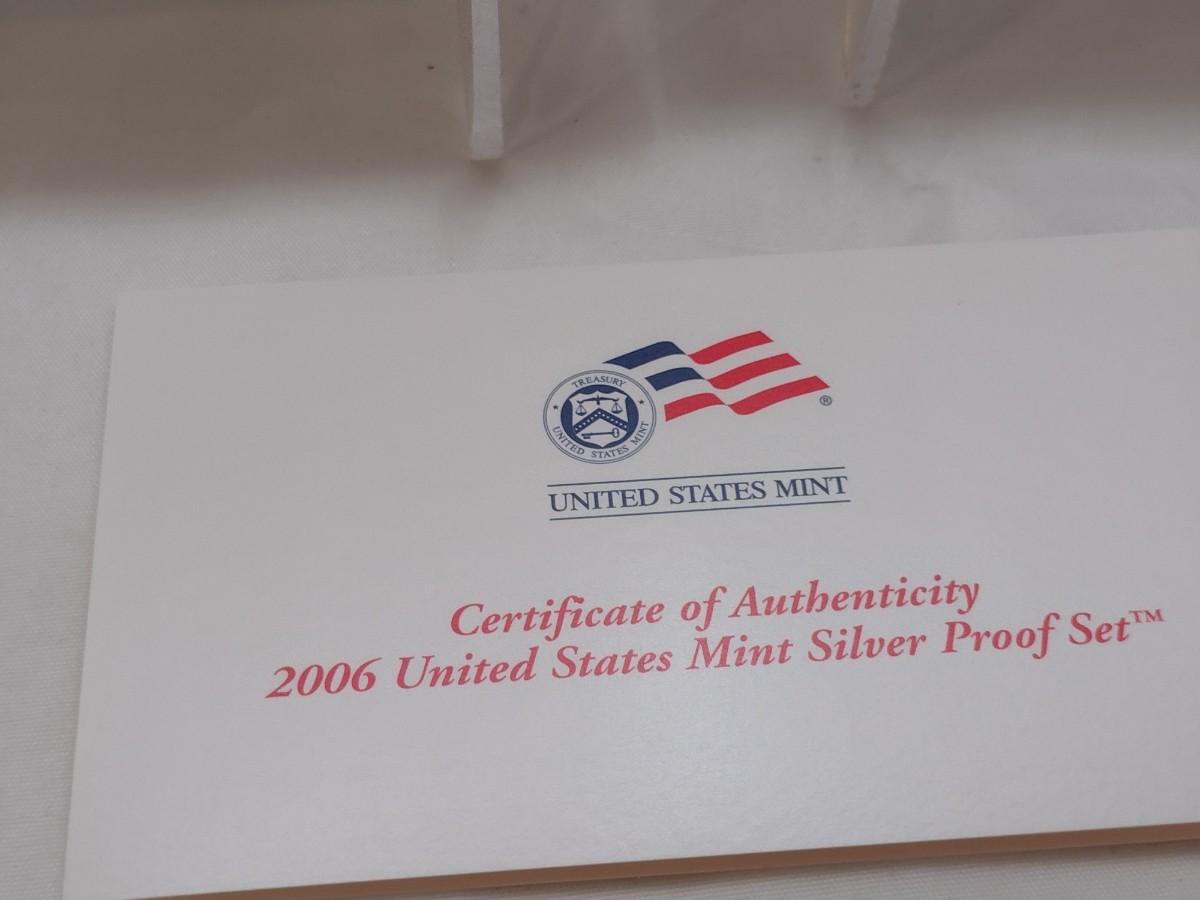 TREASURY
UNITED STATES MINT
®
UNITED STATES MINT
Certificate of Authenticity
2006 United States Mint Silver Proof Set™